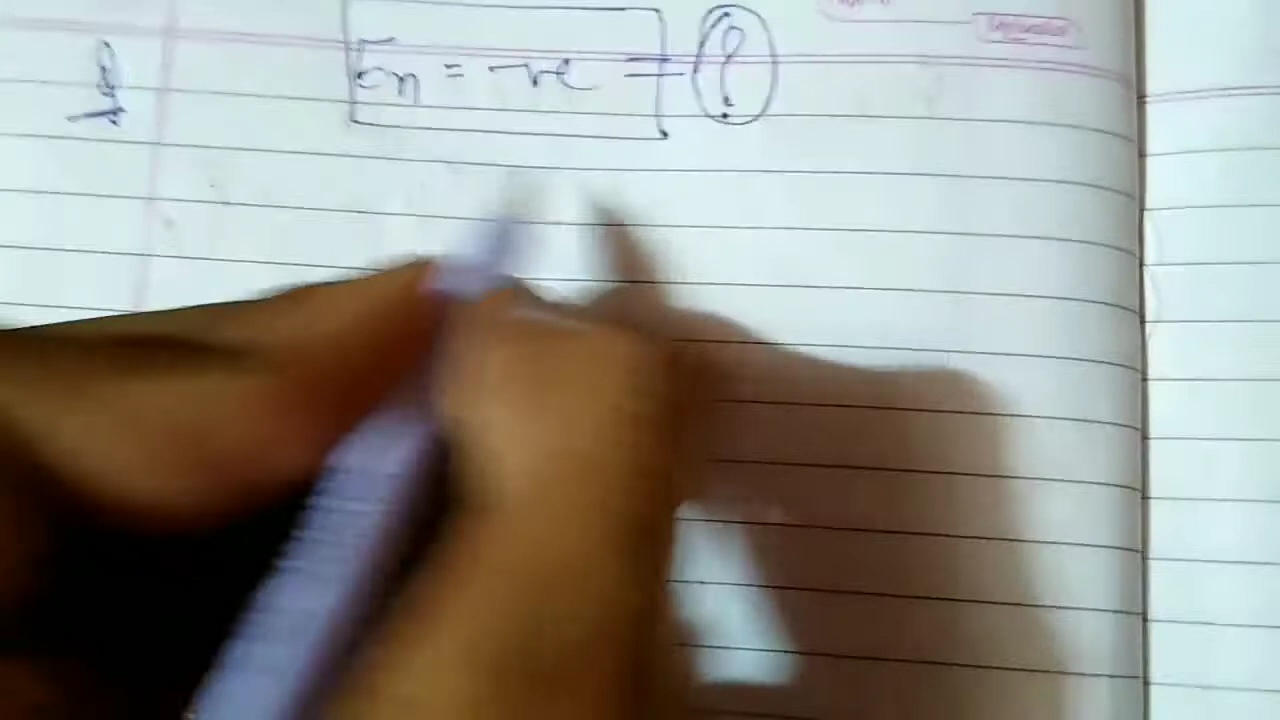 Q
En = -ve = ?